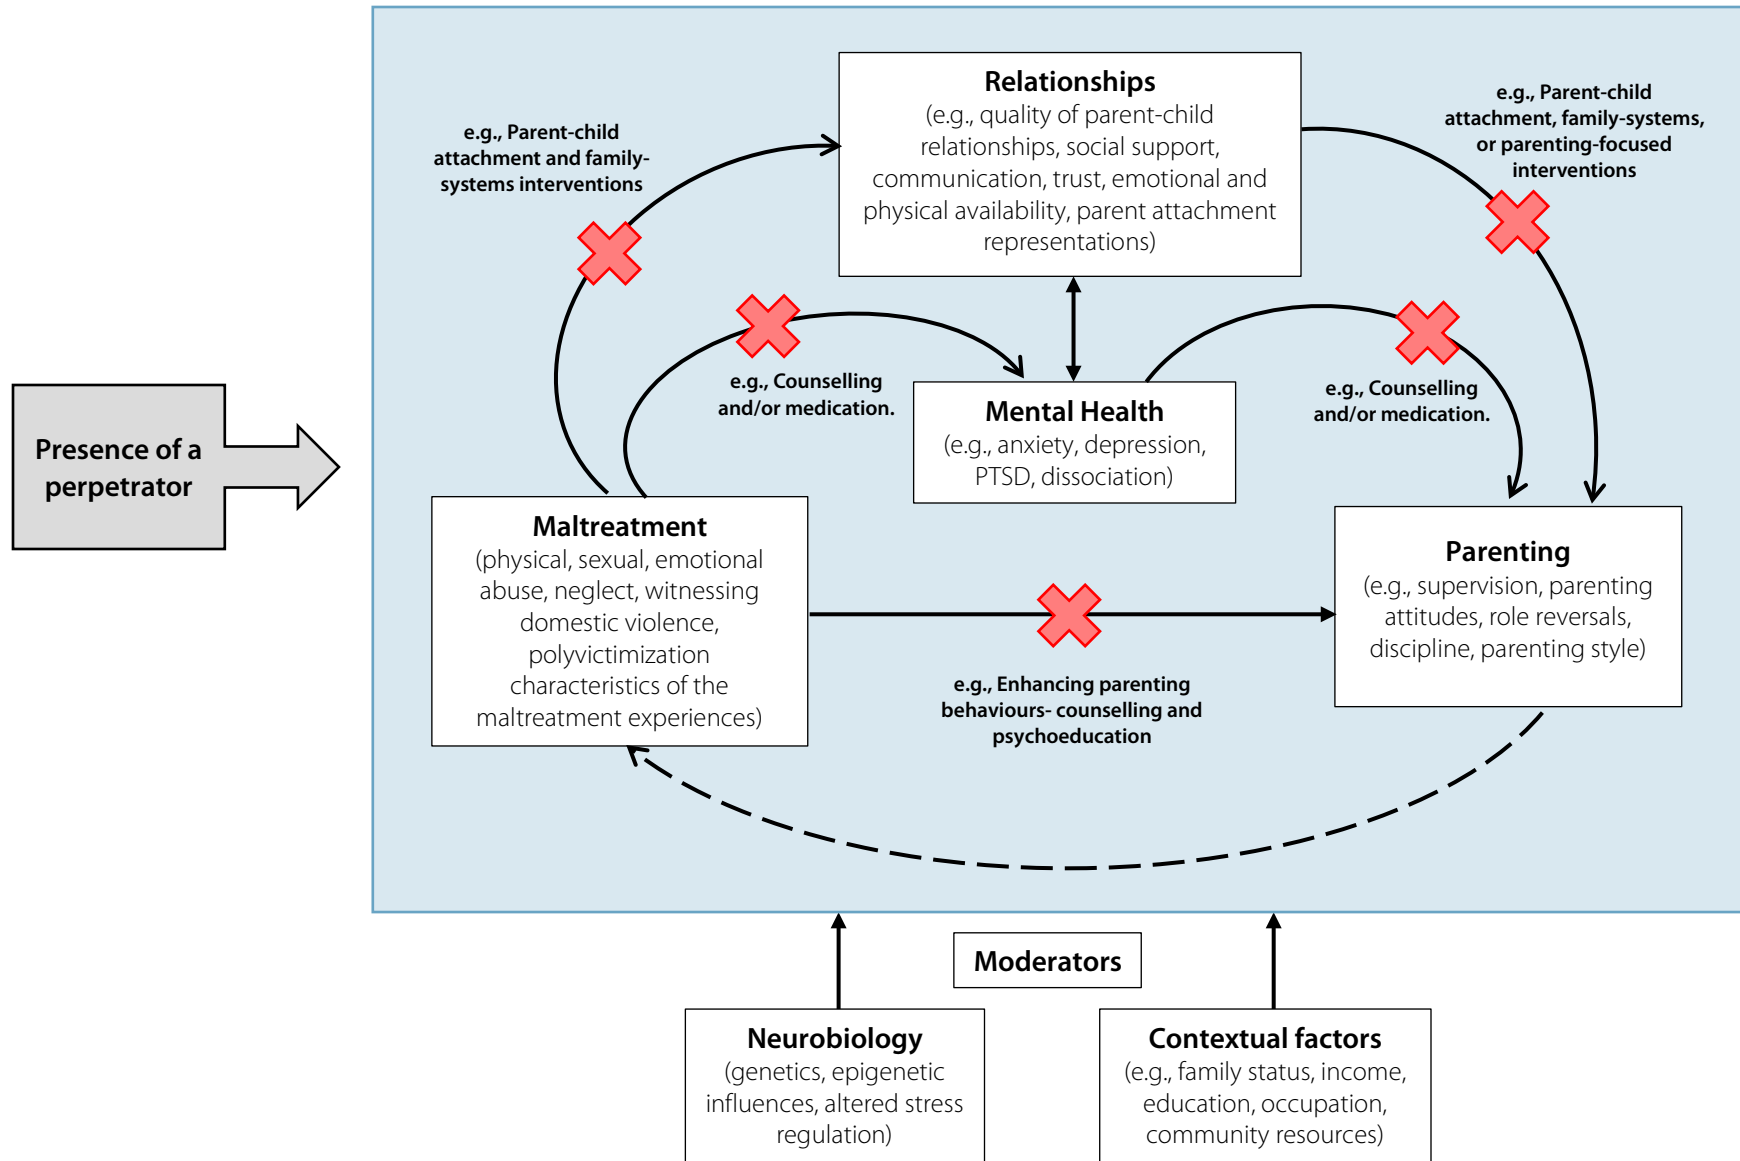 Relationships
(e.g., quality of parent-child
relationships, social support,
communication, trust, emotional and
physical availability, parent attachment
representations)
e.g., Parent-child
attachment and family-
systems interventions
e.g., Parent-child
attachment, family-systems,
or parenting-focused
interventions
e.g., Counselling
and/or medication.
Mental Health
(e.g., anxiety, depression,
PTSD, dissociation)
e.g., Counselling
and/or medication.
Presence of a
perpetrator
Maltreatment
(physical, sexual, emotional
abuse, neglect, witnessing
domestic violence,
polyvictimization
characteristics of the
maltreatment experiences)
Parenting
(e.g., supervision, parenting
attitudes, role reversals,
discipline, parenting style)
e.g., Enhancing parenting
behaviours- counselling and
psychoeducation
Moderators
Neurobiology
(genetics, epigenetic
influences, altered stress
regulation)
Contextual factors
(e.g., family status, income,
education, occupation,
community resources)